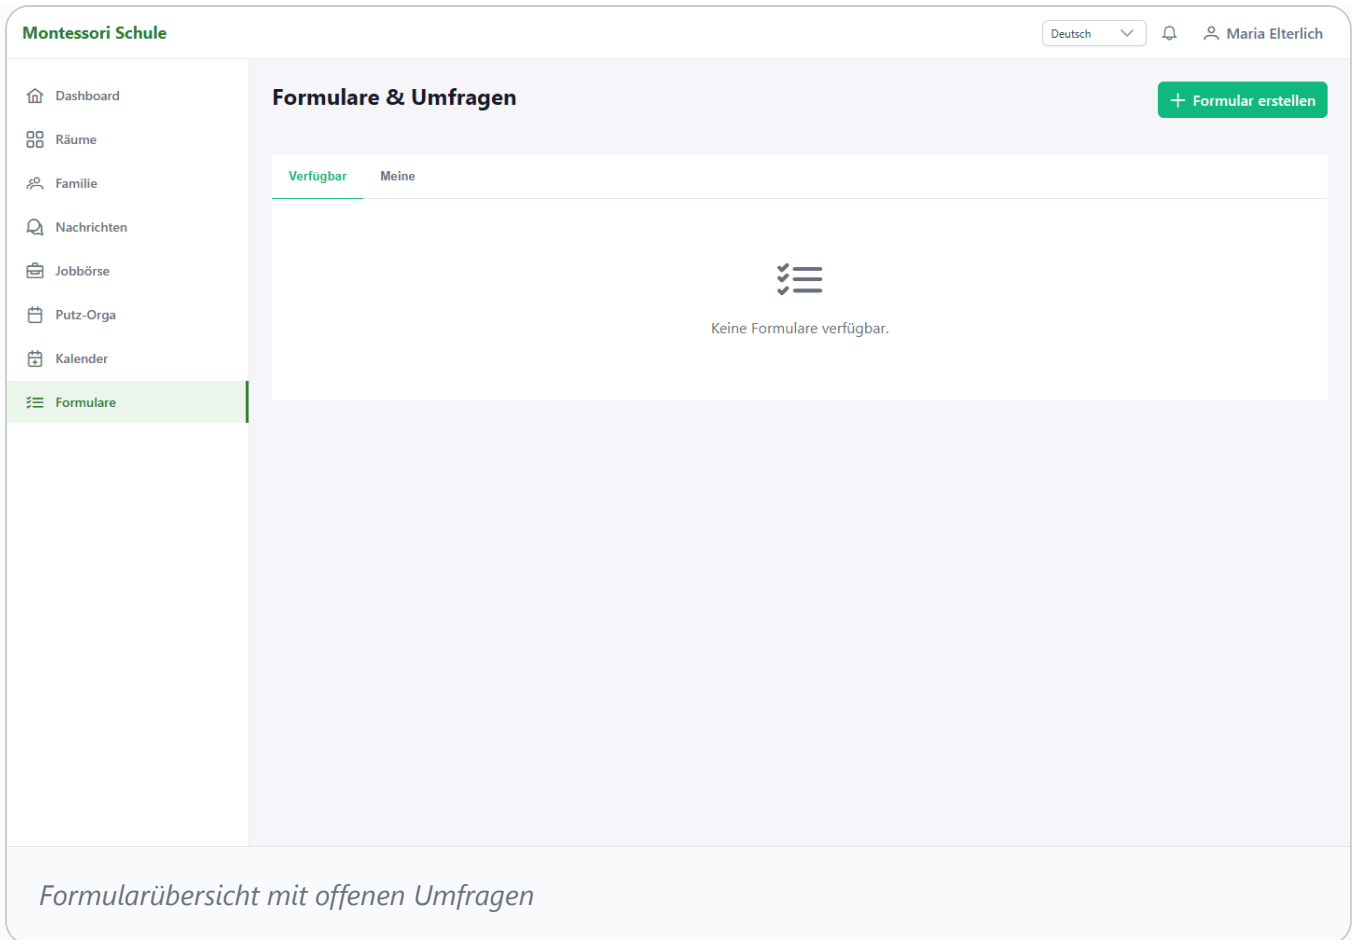 Montessori Schule
Deutsch
Maria Elterlich
Dashboard
Räume
Familie
Nachrichten
Jobbörse
Putz-Orga
Kalender
Formulare
Formulare & Umfragen
Formular erstellen
Verfügbar
Meine
Keine Formulare verfügbar.
Formularübersicht mit offenen Umfragen